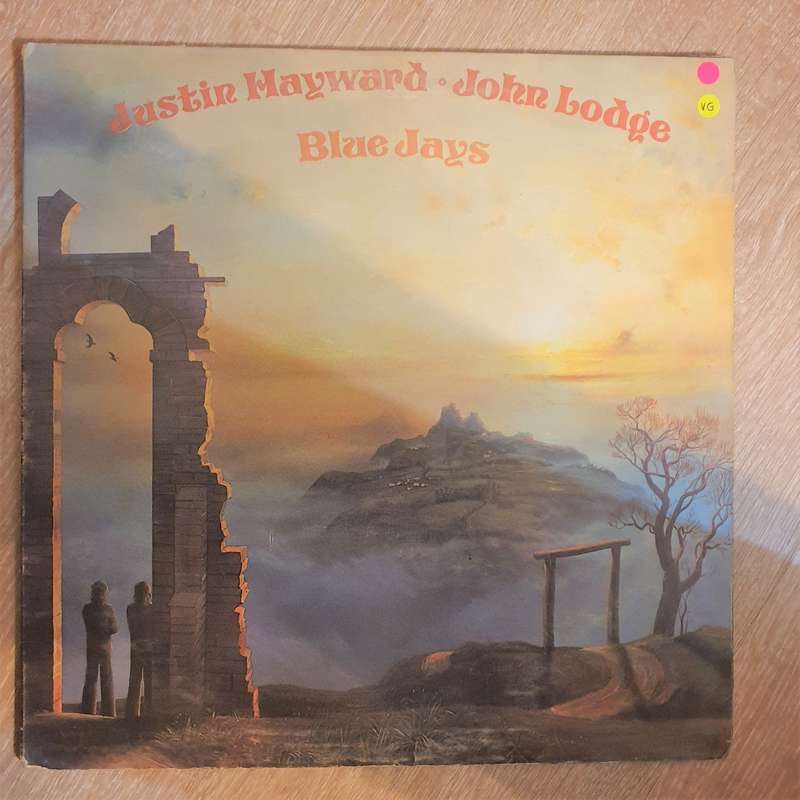 Justin Hayward • John Lodge
Blue Jays
VG